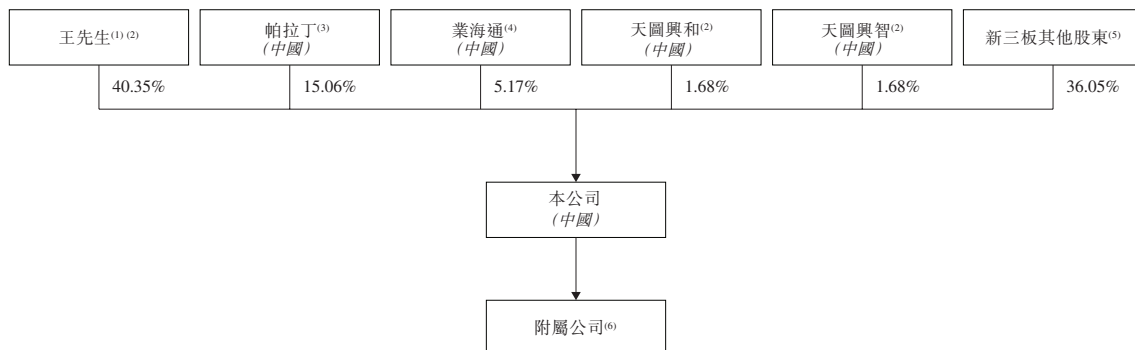 王先生(1) (2)
帕拉丁(3)
(中國)
業海通(4)
(中國)
天圖興和(2)
(中國)
天圖興智(2)
(中國)
新三板其他股東(5)
40.35%
15.06%
5.17%
1.68%
1.68%
36.05%
本公司
(中國)
附屬公司(6)